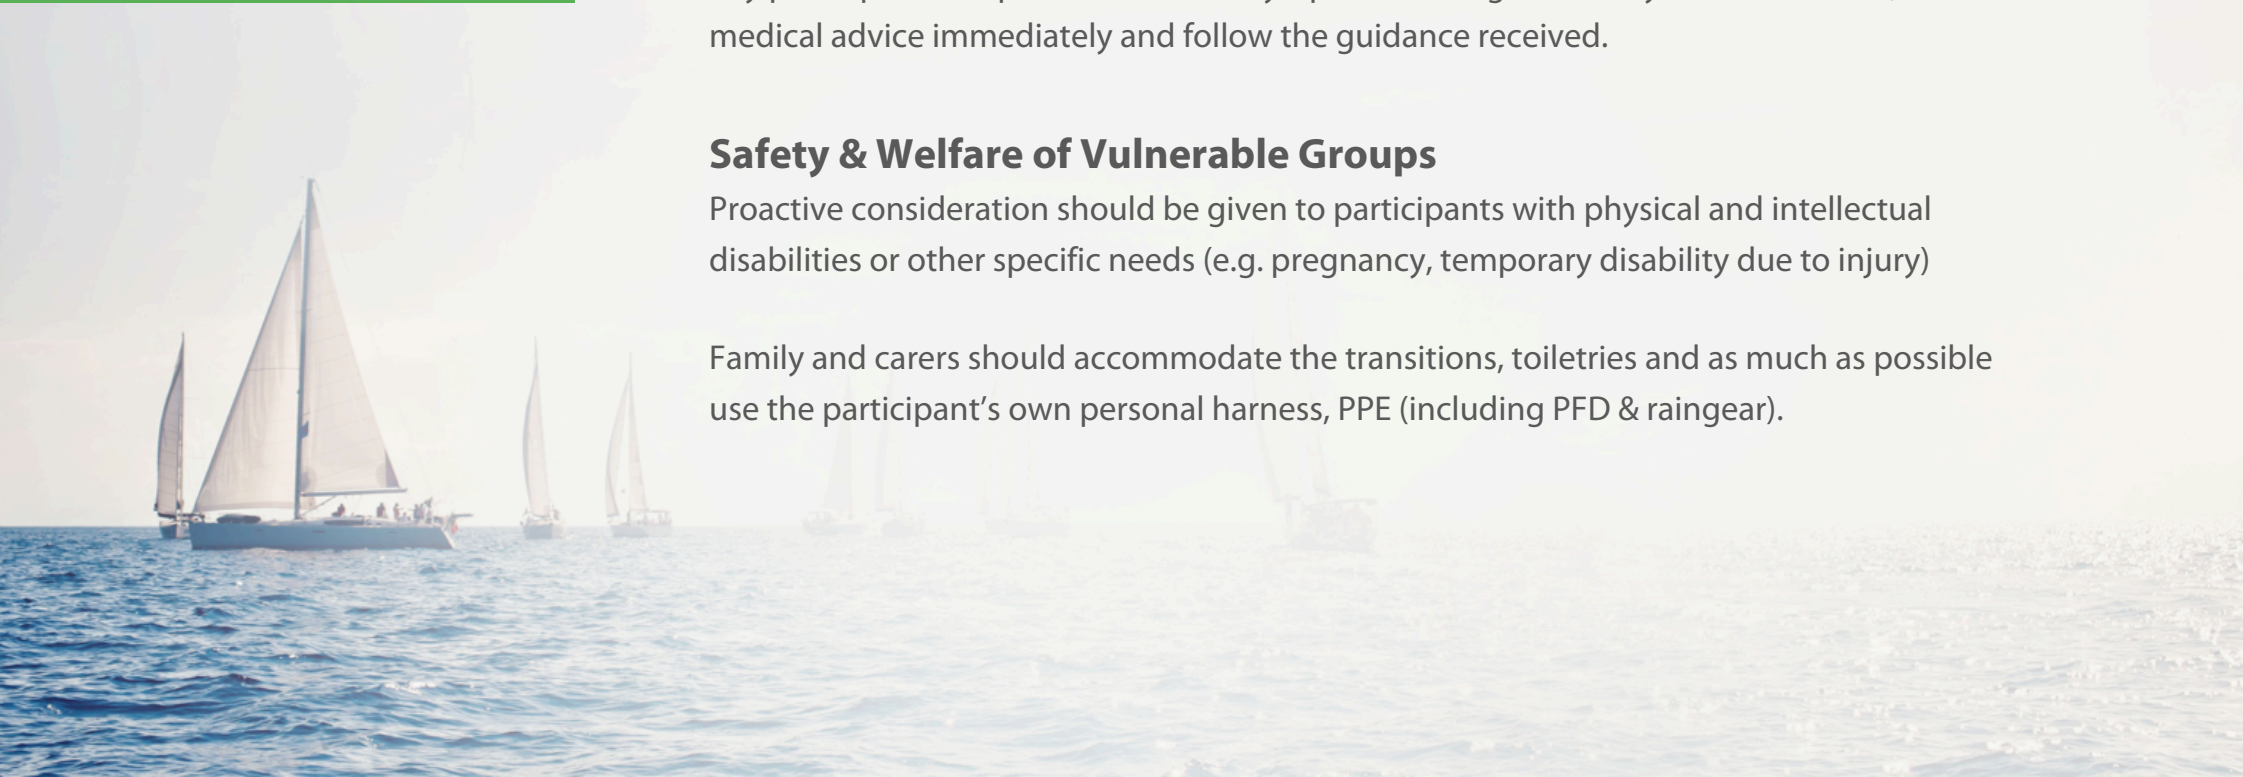 medical advice immediately and follow the guidance received.
Safety & Welfare of Vulnerable Groups
Proactive consideration should be given to participants with physical and intellectual
disabilities or other specific needs (e.g. pregnancy, temporary disability due to injury)
Family and carers should accommodate the transitions, toiletries and as much as possible
use the participant’s own personal harness, PPE (including PFD & raingear).